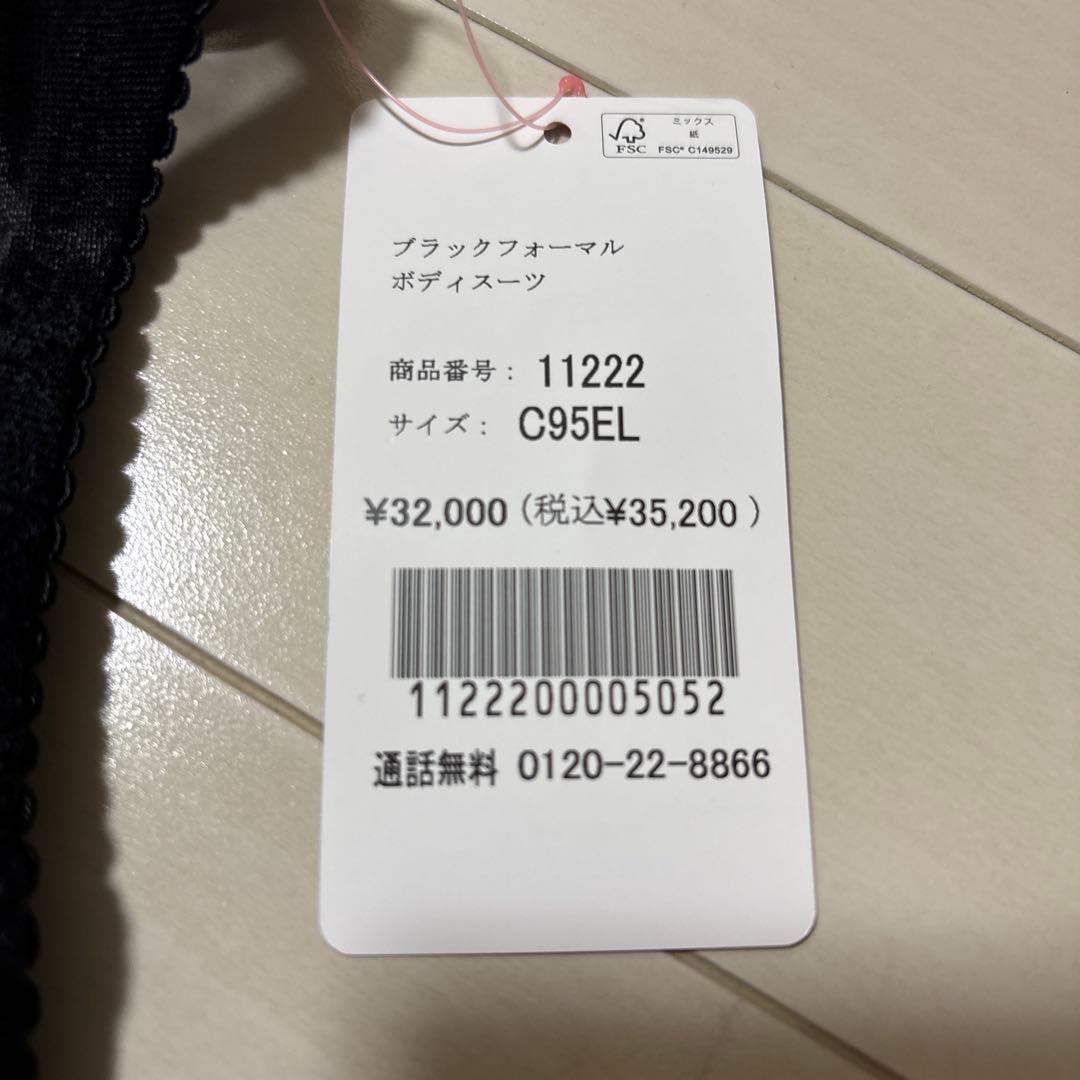 ミックス
紙
FSC
FSC® C149529
ブラックフォーマル
ボディスーツ
商品番号： 11222
サイズ： C95EL
¥32,000（税込¥35,200 ）
1122200005052
通話無料 0120-22-8866